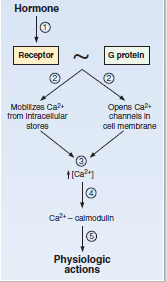 Hormone
①
Receptor ~ G protein
② ②
Mobilizes Ca²⁺ Opens Ca²⁺
from intracellular channels in
stores cell membrane
③
↑[Ca²⁺]
④
Ca²⁺ – calmodulin
⑤
Physiologic
actions